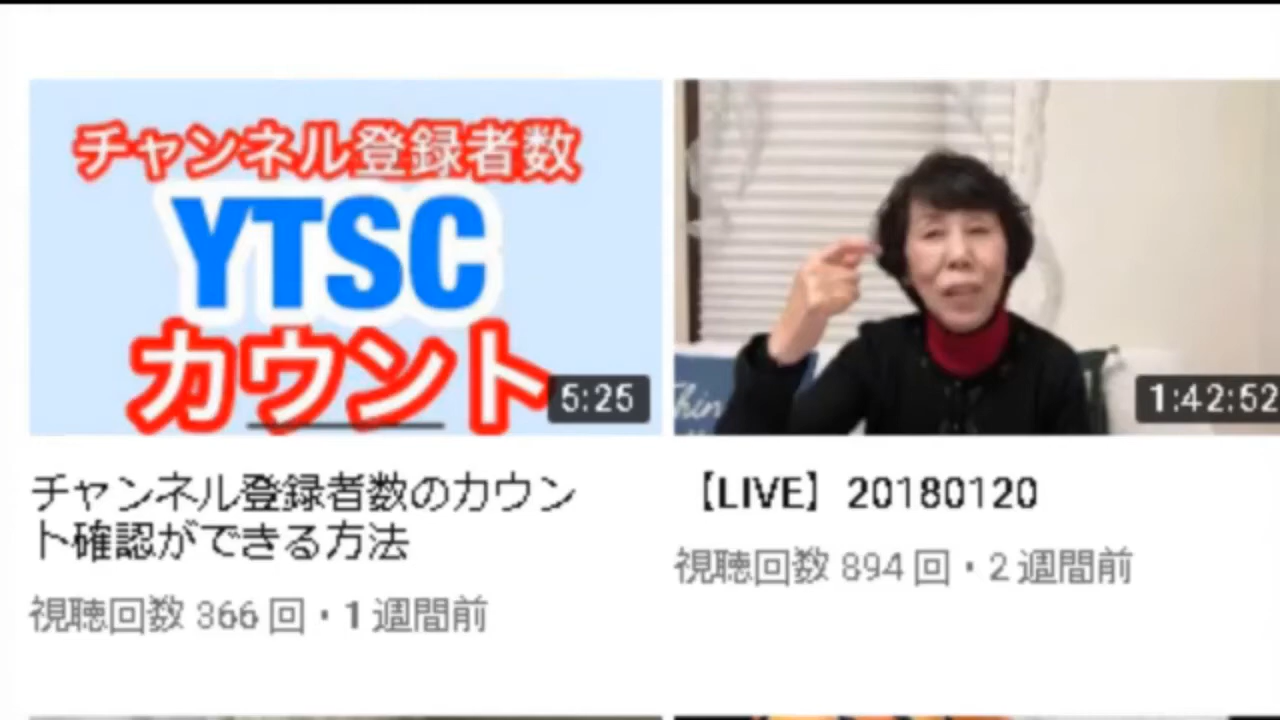 チャンネル登録者数
YTSC
カウント
5:25
チャンネル登録者数のカウン
ト確認ができる方法
視聴回数 366 回・1 週間前
Thin
1:42:52
【LIVE】20180120
視聴回数 894 回・2 週間前